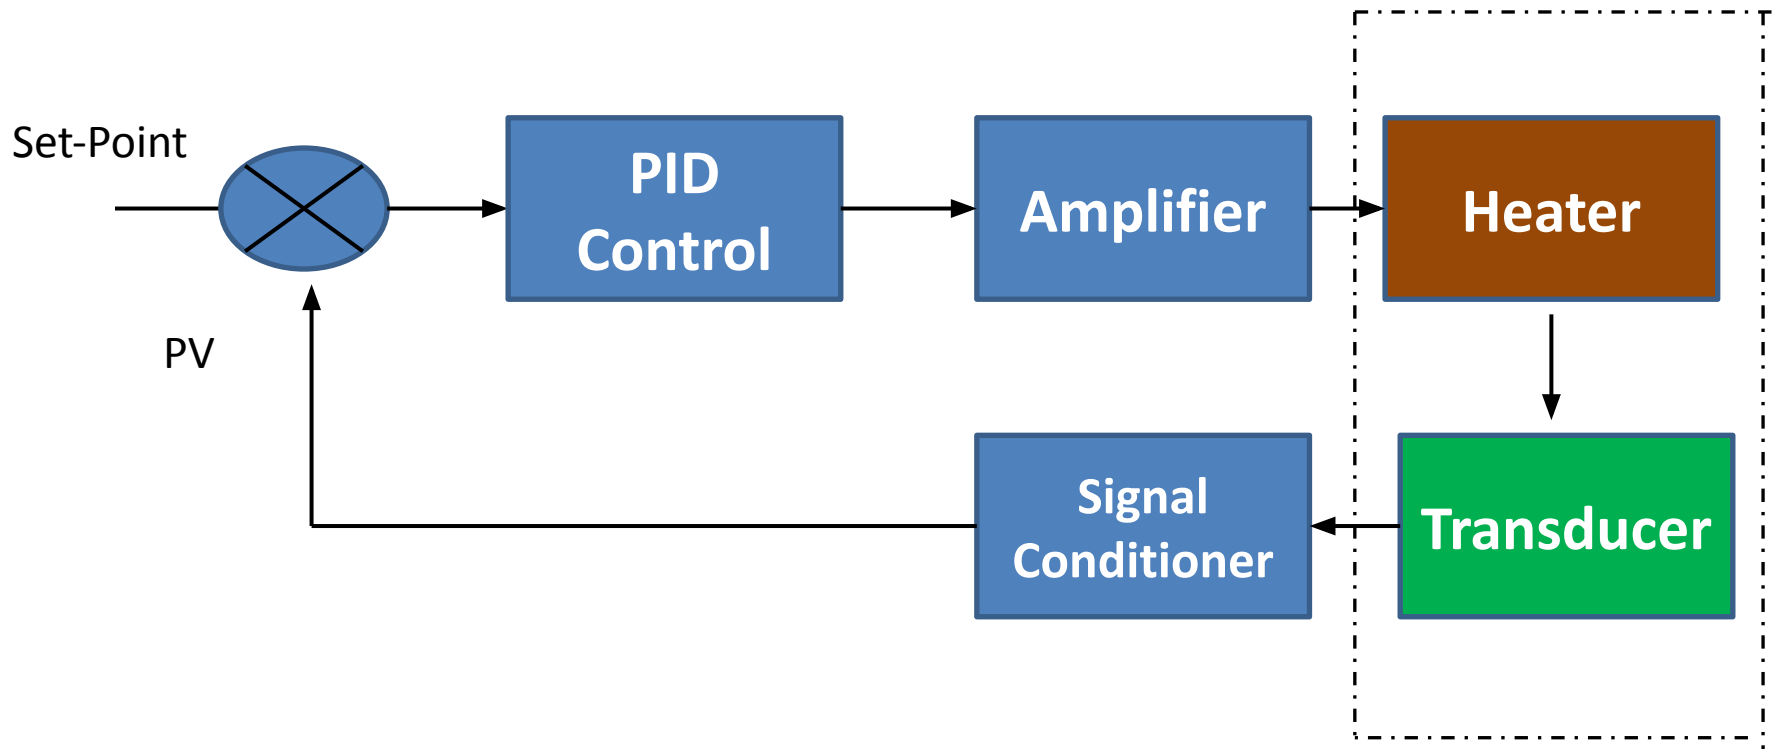 Set-Point
PID
Control
Amplifier
Heater
PV
Signal
Conditioner
Transducer